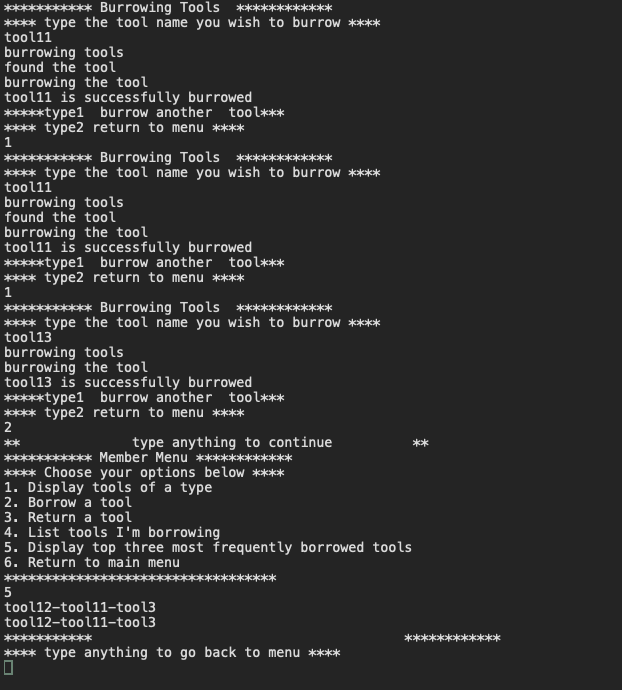 *********** Burrowing Tools  ************
**** type the tool name you wish to burrow ****
tool11
burrowing tools
found the tool
burrowing the tool
tool11 is successfully burrowed
*****type1  burrow another  tool***
**** type2 return to menu ****
1
*********** Burrowing Tools  ************
**** type the tool name you wish to burrow ****
tool11
burrowing tools
found the tool
burrowing the tool
tool11 is successfully burrowed
*****type1  burrow another  tool***
**** type2 return to menu ****
1
*********** Burrowing Tools  ************
**** type the tool name you wish to burrow ****
tool13
burrowing tools
burrowing the tool
tool13 is successfully burrowed
*****type1  burrow another  tool***
**** type2 return to menu ****
2
**              type anything to continue          **
*********** Member Menu ************
**** Choose your options below ****
1. Display tools of a type
2. Borrow a tool
3. Return a tool
4. List tools I'm borrowing
5. Display top three most frequently borrowed tools
6. Return to main menu
**********************************
5
tool12-tool11-tool3
tool12-tool11-tool3
***********                                       ************
**** type anything to go back to menu ****